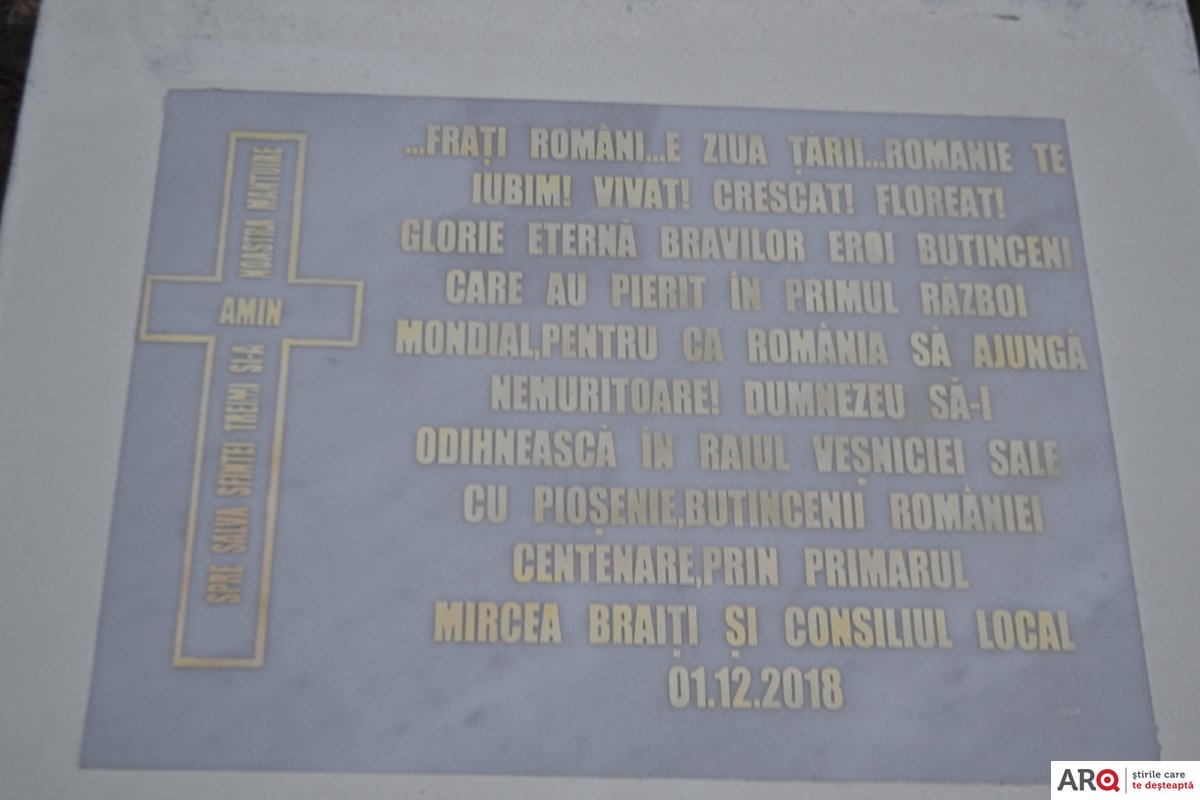 ...FRAȚI ROMÂNI...E ZIUA ȚĂRII...ROMANIE TE
IUBIM! VIVAT! CRESCAT! FLOREAT!
GLORIE ETERNĂ BRAVILOR EROI BUTINCENI,
CARE AU PIERIT ÎN PRIMUL RĂZBOI
MONDIAL,PENTRU CA ROMÂNIA SĂ AJUNGĂ
NEMURITOARE! DUMNEZEU SĂ-I
ODIHNEASCĂ ÎN RAIUL VEȘNICIEI SALE
CU PIOȘENIE,BUTINCENII ROMÂNIEI
CENTENARE,PRIN PRIMARUL
MIRCEA BRAIȚI ȘI CONSILIUL LOCAL
01.12.2018
SPRE SALVA SFINTEI TREIMI SI-A
NOASTRA MANTUIRE
AMIN
ARQ
știrile care
te deșteaptă